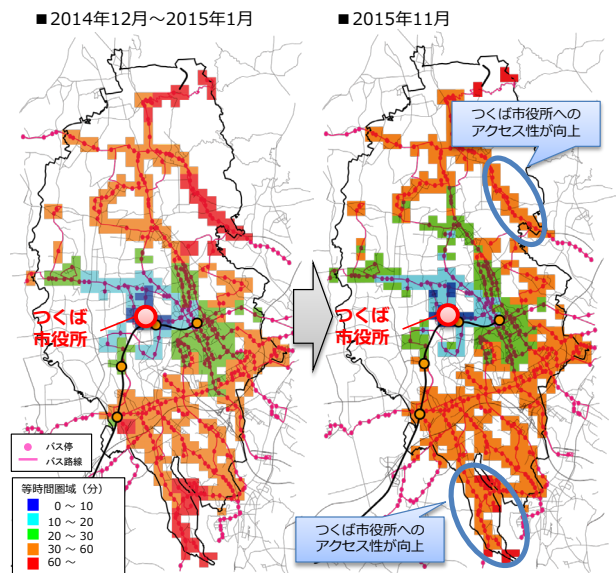 ■2014年12月～2015年1月
■2015年11月
つくば市役所への
アクセス性が向上
つくば
市役所
つくば
市役所
バス停
バス路線
等時間圏域（分）
0 ～ 10
10 ～ 20
20 ～ 30
30 ～ 60
60 ～
つくば市役所への
アクセス性が向上